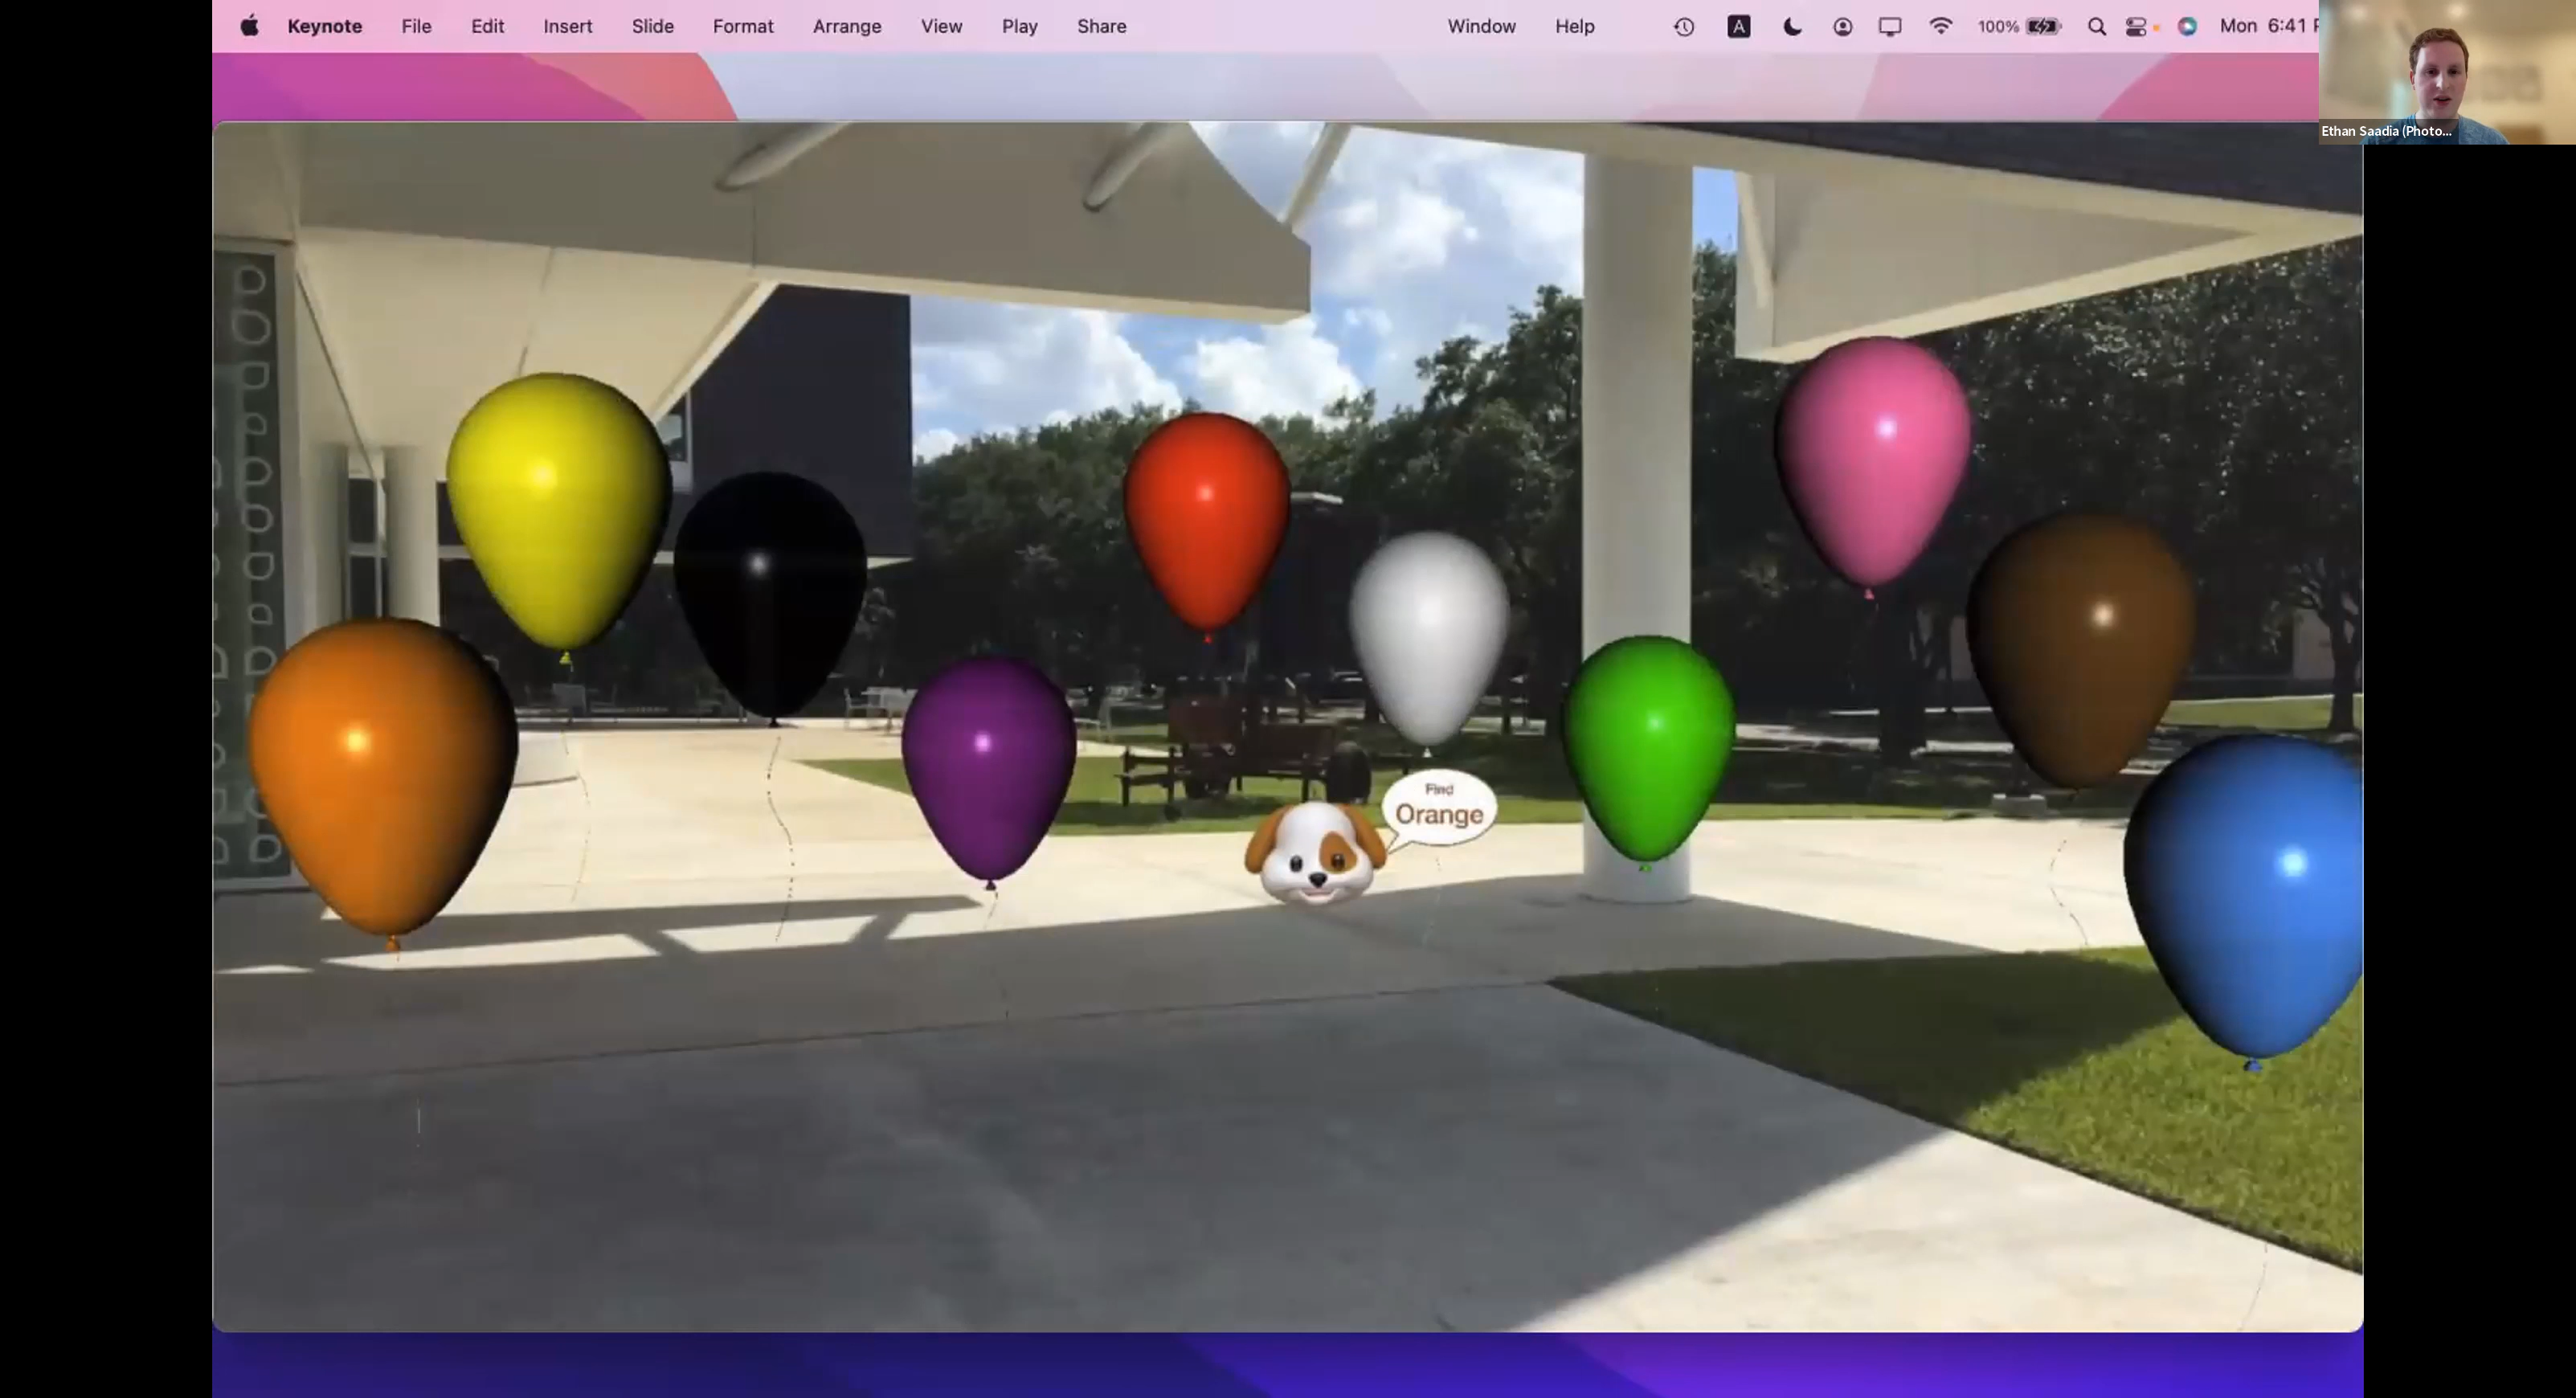 Keynote File Edit Insert Slide Format Arrange View Play Share Window Help A 100% Mon 6:41
Ethan Saadia (Photo...
Find
Orange